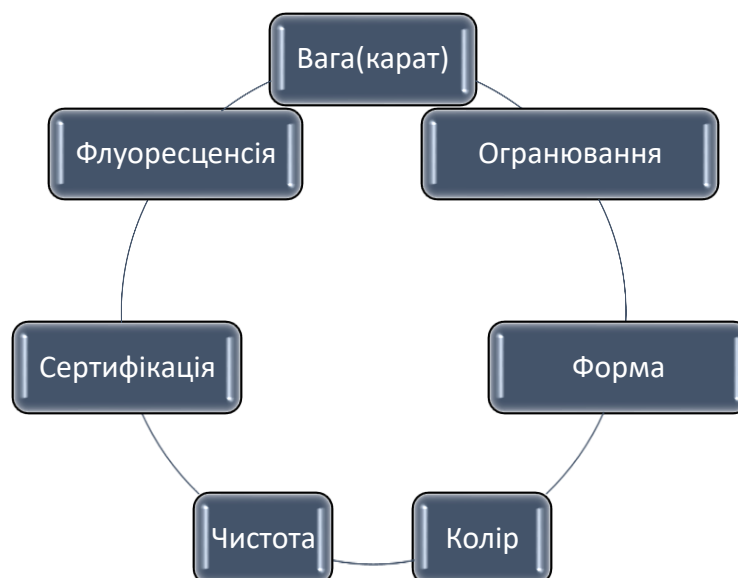 Вага(карат)
Огранювання
Форма
Колір
Чистота
Сертифікація
Флуоресценсія